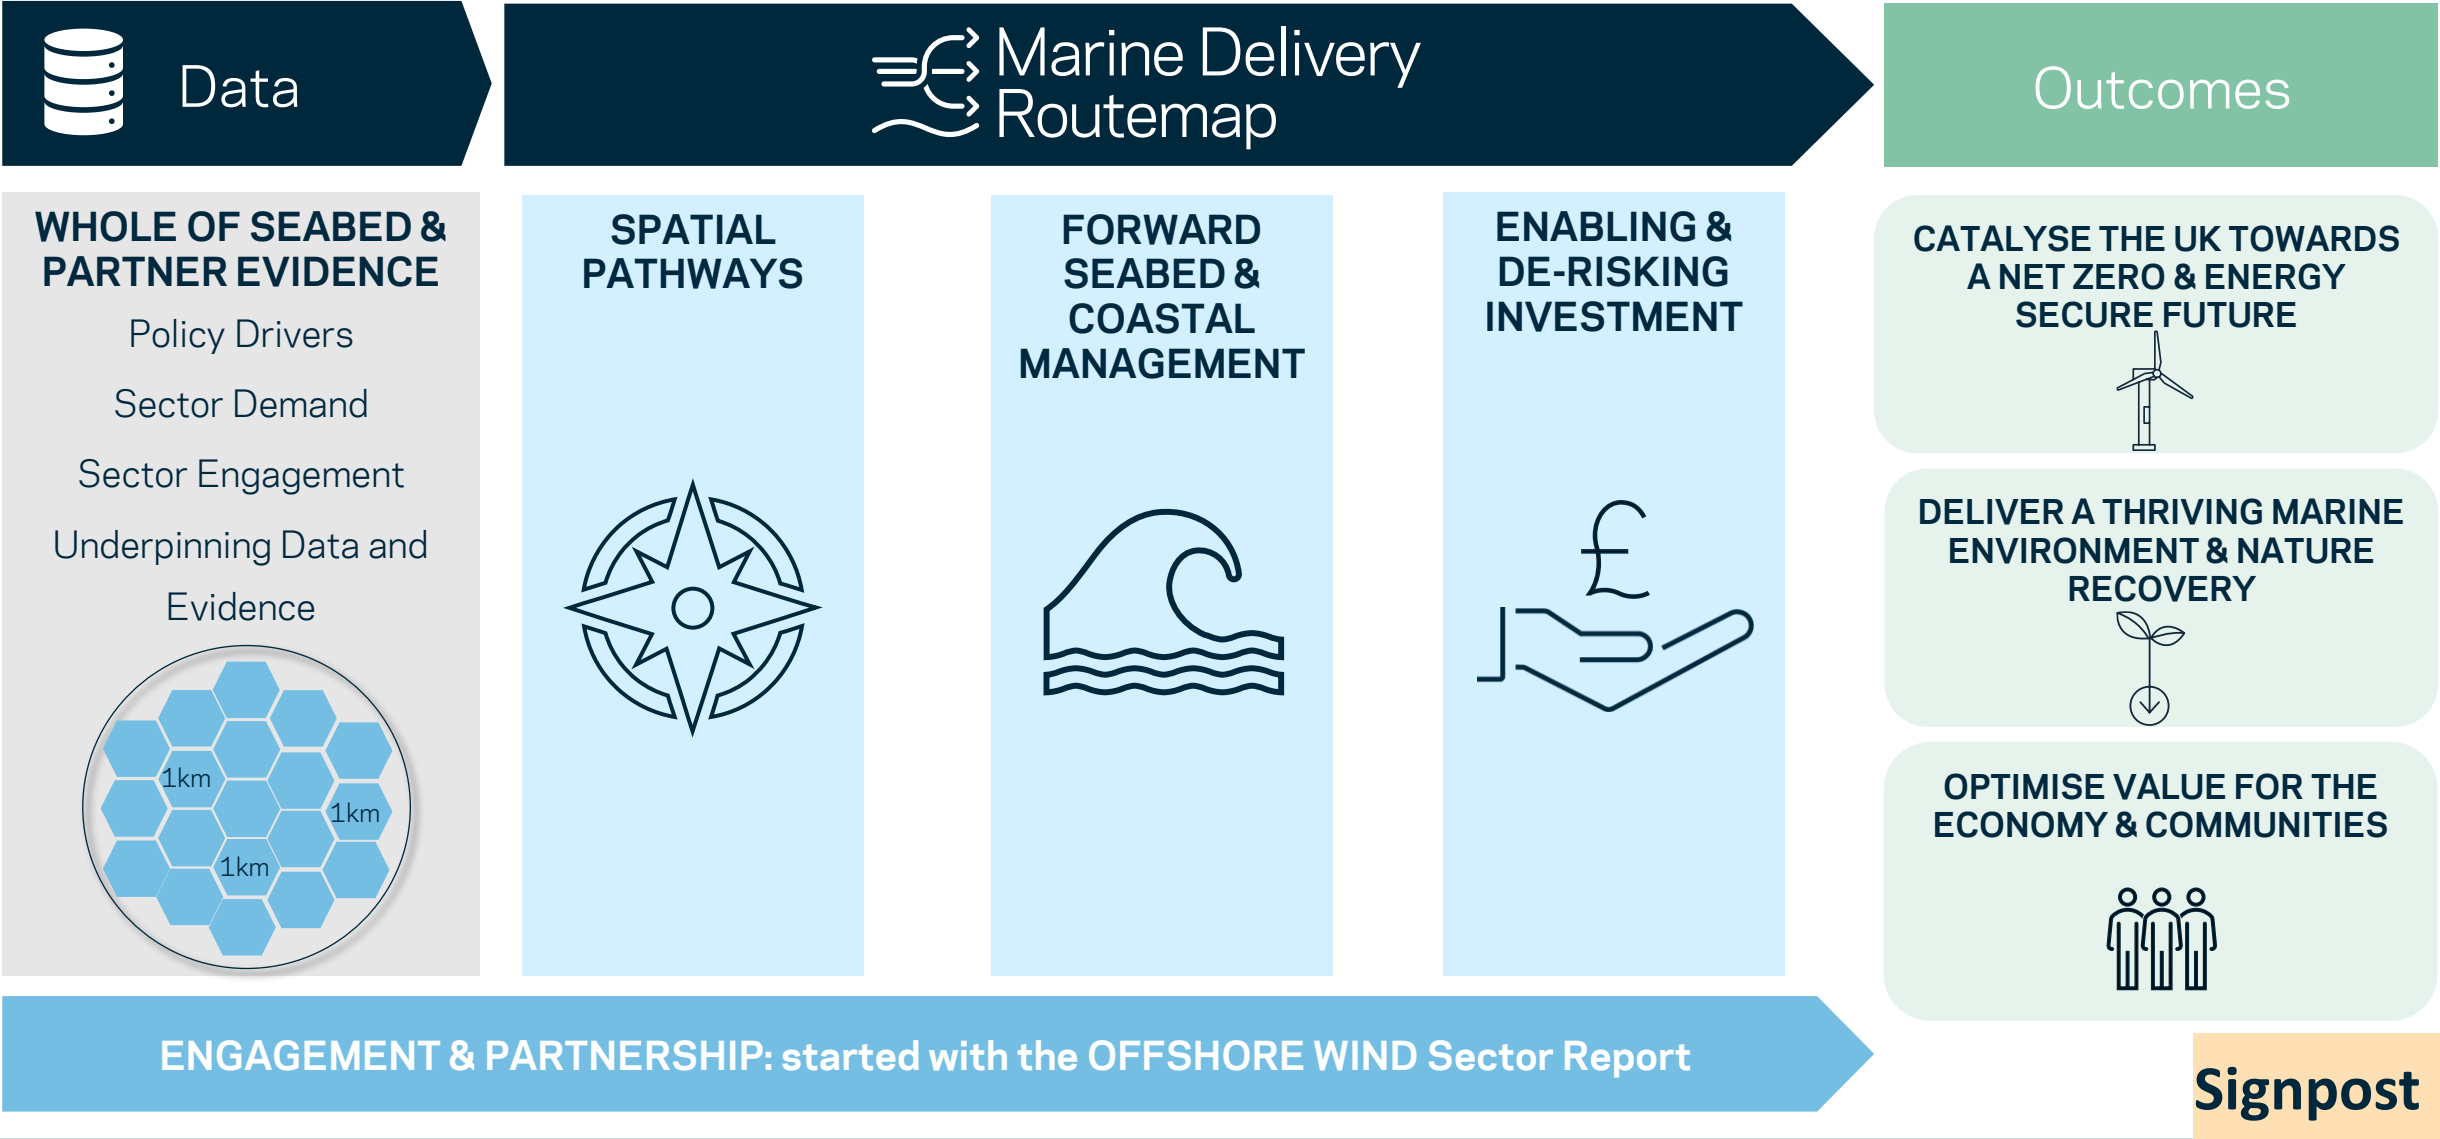 Data
Marine Delivery
Routemap
Outcomes
WHOLE OF SEABED &
PARTNER EVIDENCE
Policy Drivers
Sector Demand
Sector Engagement
Underpinning Data and
Evidence
1km
1km
1km
SPATIAL
PATHWAYS
FORWARD
SEABED &
COASTAL
MANAGEMENT
ENABLING &
DE-RISKING
INVESTMENT
£
CATALYSE THE UK TOWARDS
A NET ZERO & ENERGY
SECURE FUTURE
DELIVER A THRIVING MARINE
ENVIRONMENT & NATURE
RECOVERY
OPTIMISE VALUE FOR THE
ECONOMY & COMMUNITIES
ENGAGEMENT & PARTNERSHIP: started with the OFFSHORE WIND Sector Report
Signpost